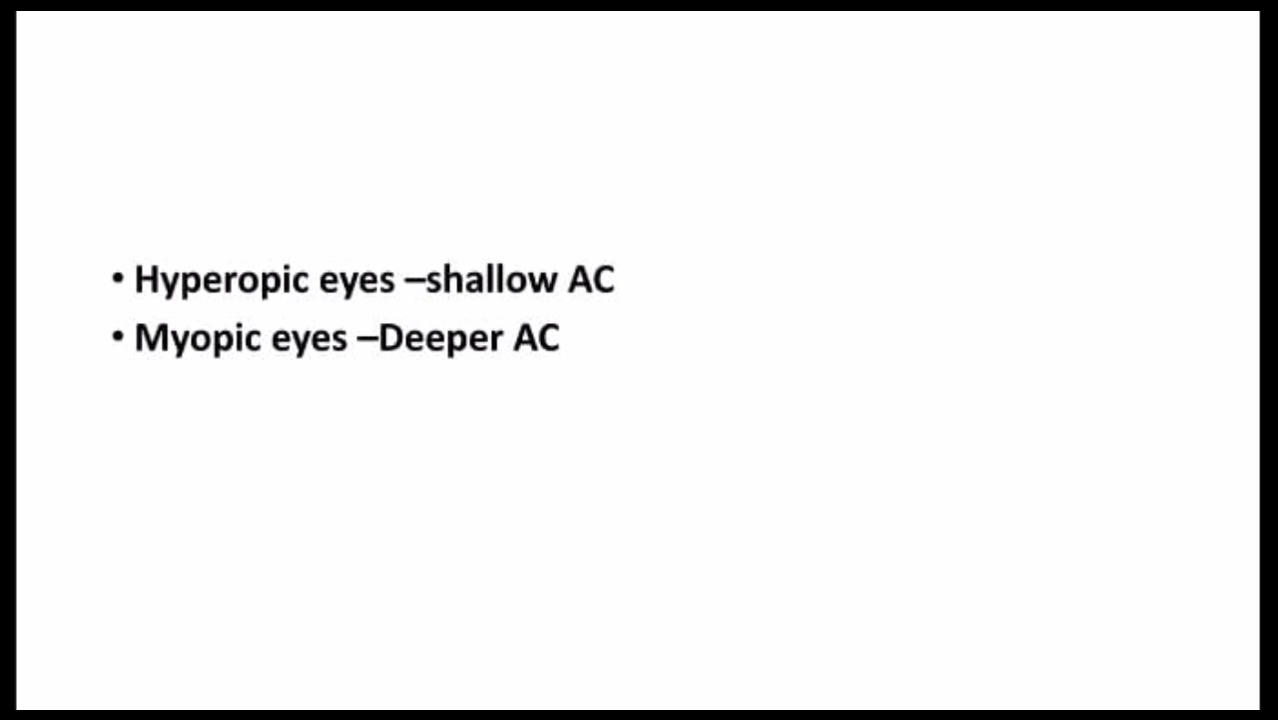 • Hyperopic eyes –shallow AC
• Myopic eyes –Deeper AC